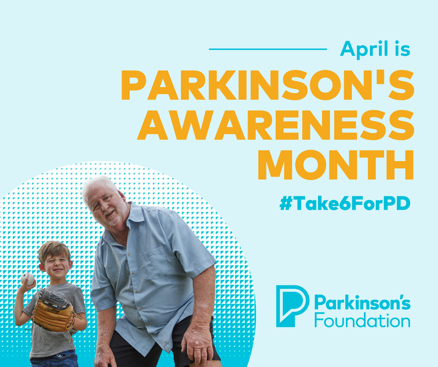 April is
PARKINSON'S
AWARENESS
MONTH
#Take6ForPD
Parkinson's
Foundation